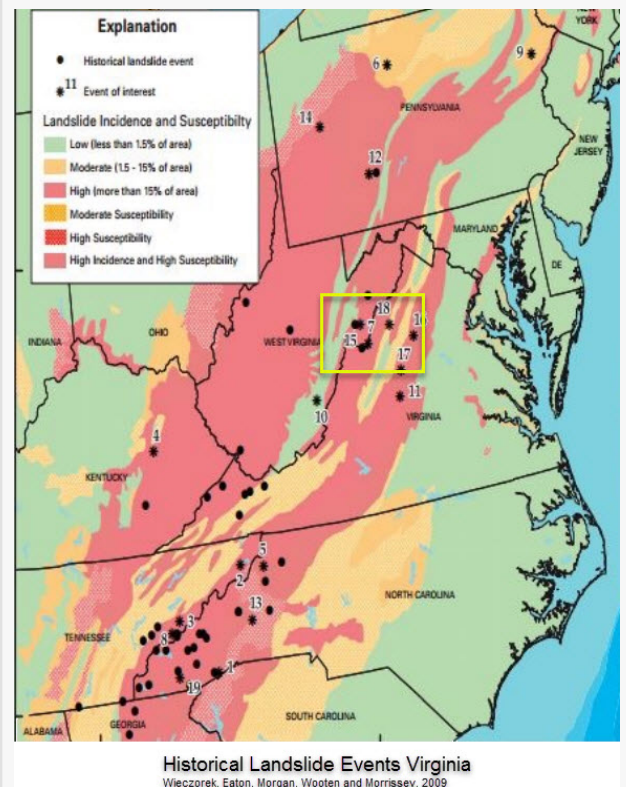 Explanation
Historical landslide event
11 Event of interest
Landslide Incidence and Susceptibilty
Low (less than 1.5% of area)
Moderate (1.5 - 15% of area)
High (more than 15% of area)
Moderate Susceptibility
High Susceptibility
High Incidence and High Susceptibility
NEW YORK
6
9
PENNSYLVANIA
14
12
NEW JERSEY
MARYLAND
DE
INDIANA
OHIO
WEST VIRGINIA
18
7
15
17
11
10
VIRGINIA
4
KENTUCKY
5
2
13
NORTH CAROLINA
3
TENNESSEE
8
1
19
SOUTH CAROLINA
GEORGIA
ALABAMA
Historical Landslide Events Virginia
Wieczorek, Eaton, Morgan, Wooten and Morrissey, 2009